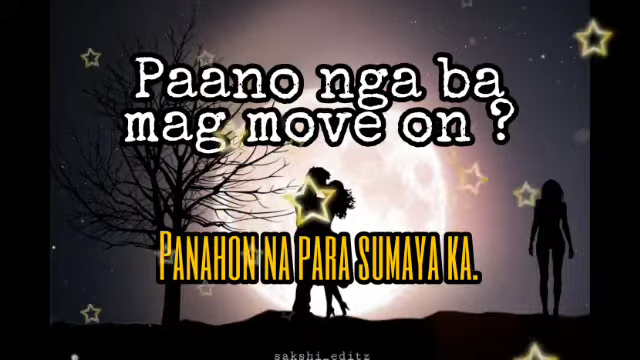 Paano nga ba
mag move on ?
PANAHON NA PARA SUMAYA KA.
sakshi_editz